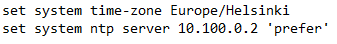 set system time-zone Europe/Helsinki
set system ntp server 10.100.0.2 'prefer'